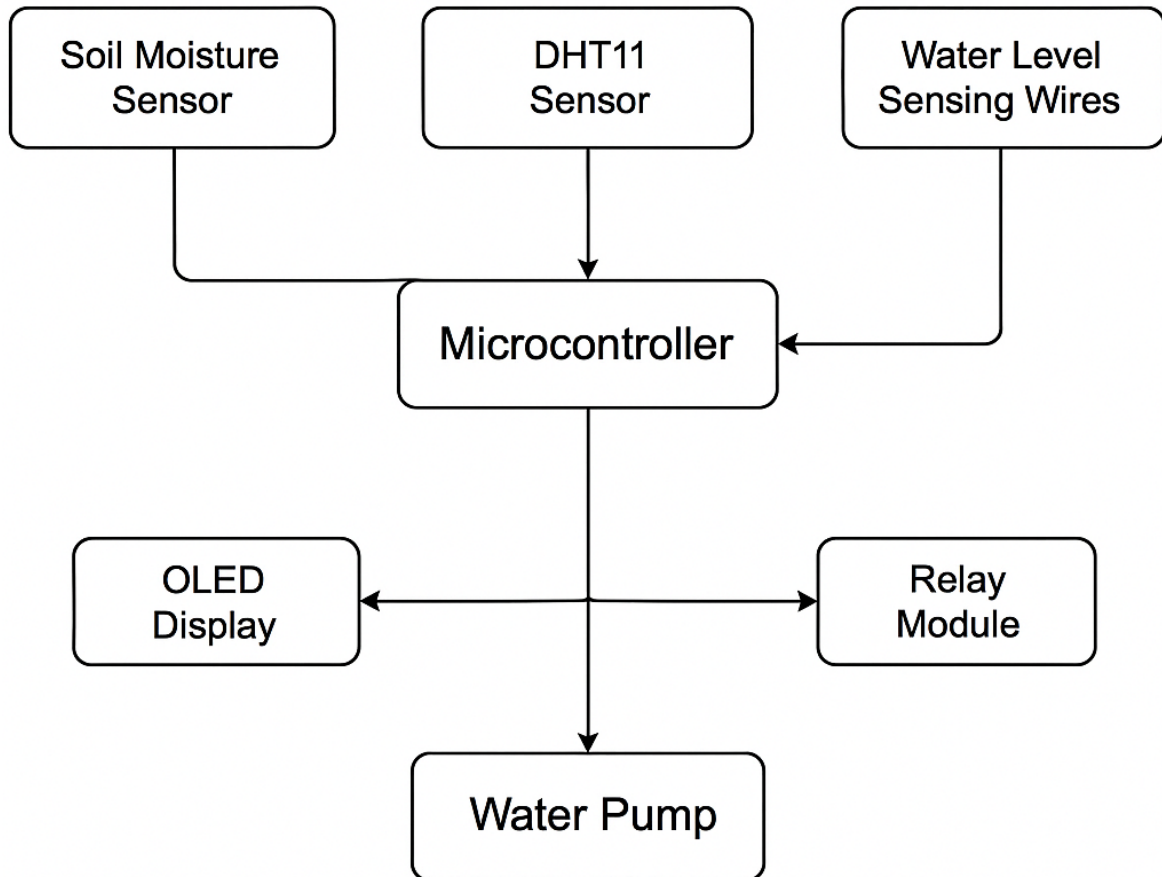 Soil Moisture
Sensor
DHT11
Sensor
Water Level
Sensing Wires
Microcontroller
OLED
Display
Relay
Module
Water Pump